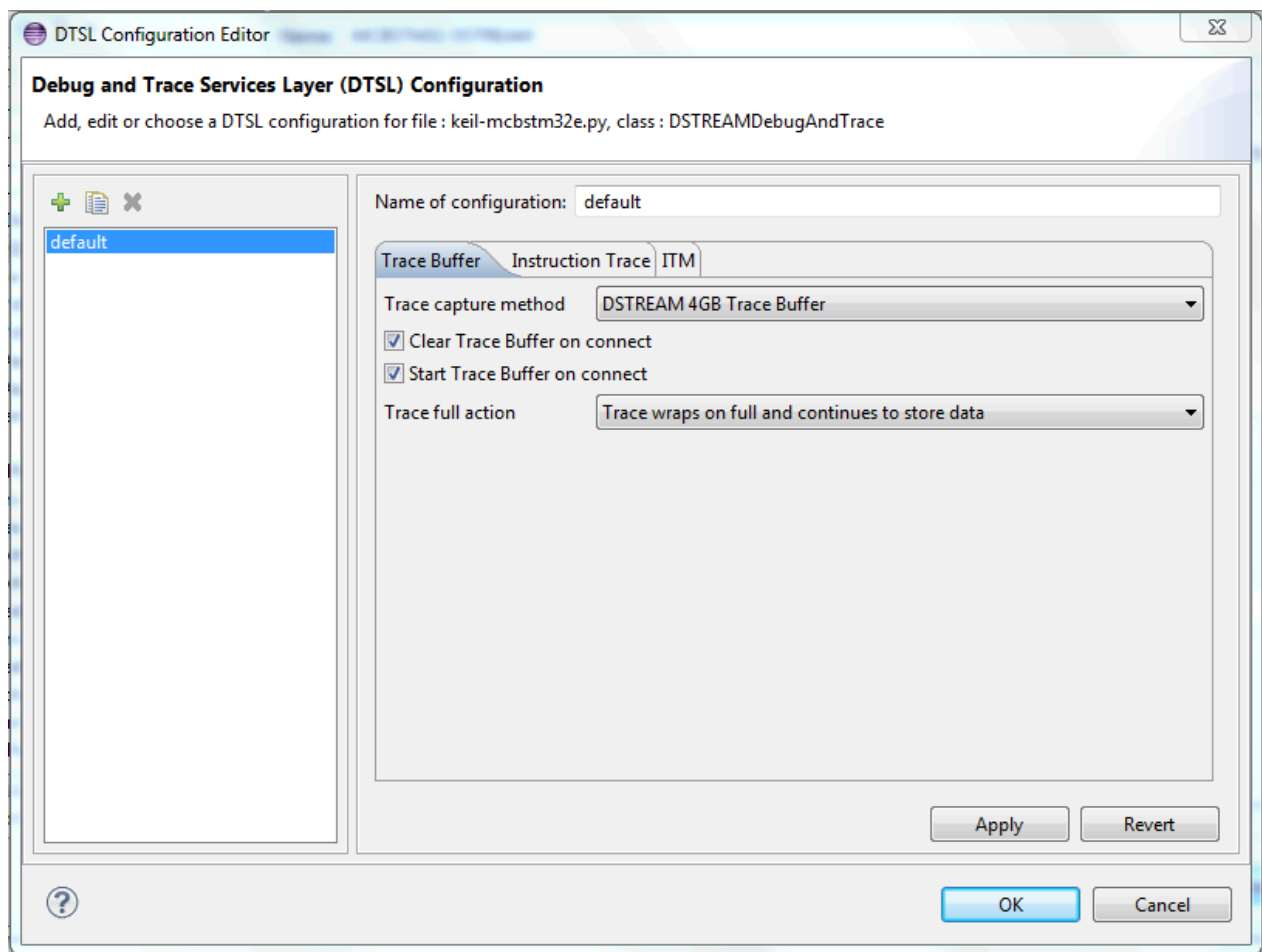 DTSL Configuration Editor
Debug and Trace Services Layer (DTSL) Configuration
Add, edit or choose a DTSL configuration for file : keil-mcbstm32e.py, class : DSTREAMDebugAndTrace
Name of configuration: default
default
Trace Buffer Instruction Trace ITM
Trace capture method DSTREAM 4GB Trace Buffer
Clear Trace Buffer on connect
Start Trace Buffer on connect
Trace full action Trace wraps on full and continues to store data
Apply Revert
OK Cancel